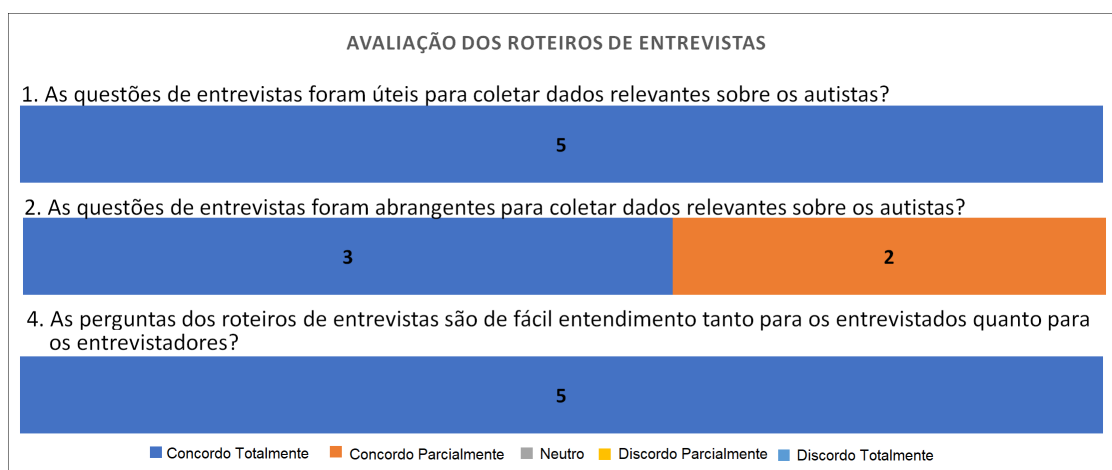 AVALIAÇÃO DOS ROTEIROS DE ENTREVISTAS
1. As questões de entrevistas foram úteis para coletar dados relevantes sobre os autistas?
5
2. As questões de entrevistas foram abrangentes para coletar dados relevantes sobre os autistas?
3 2
4. As perguntas dos roteiros de entrevistas são de fácil entendimento tanto para os entrevistados quanto para
os entrevistadores?
5
Concordo Totalmente Concordo Parcialmente Neutro Discordo Parcialmente Discordo Totalmente